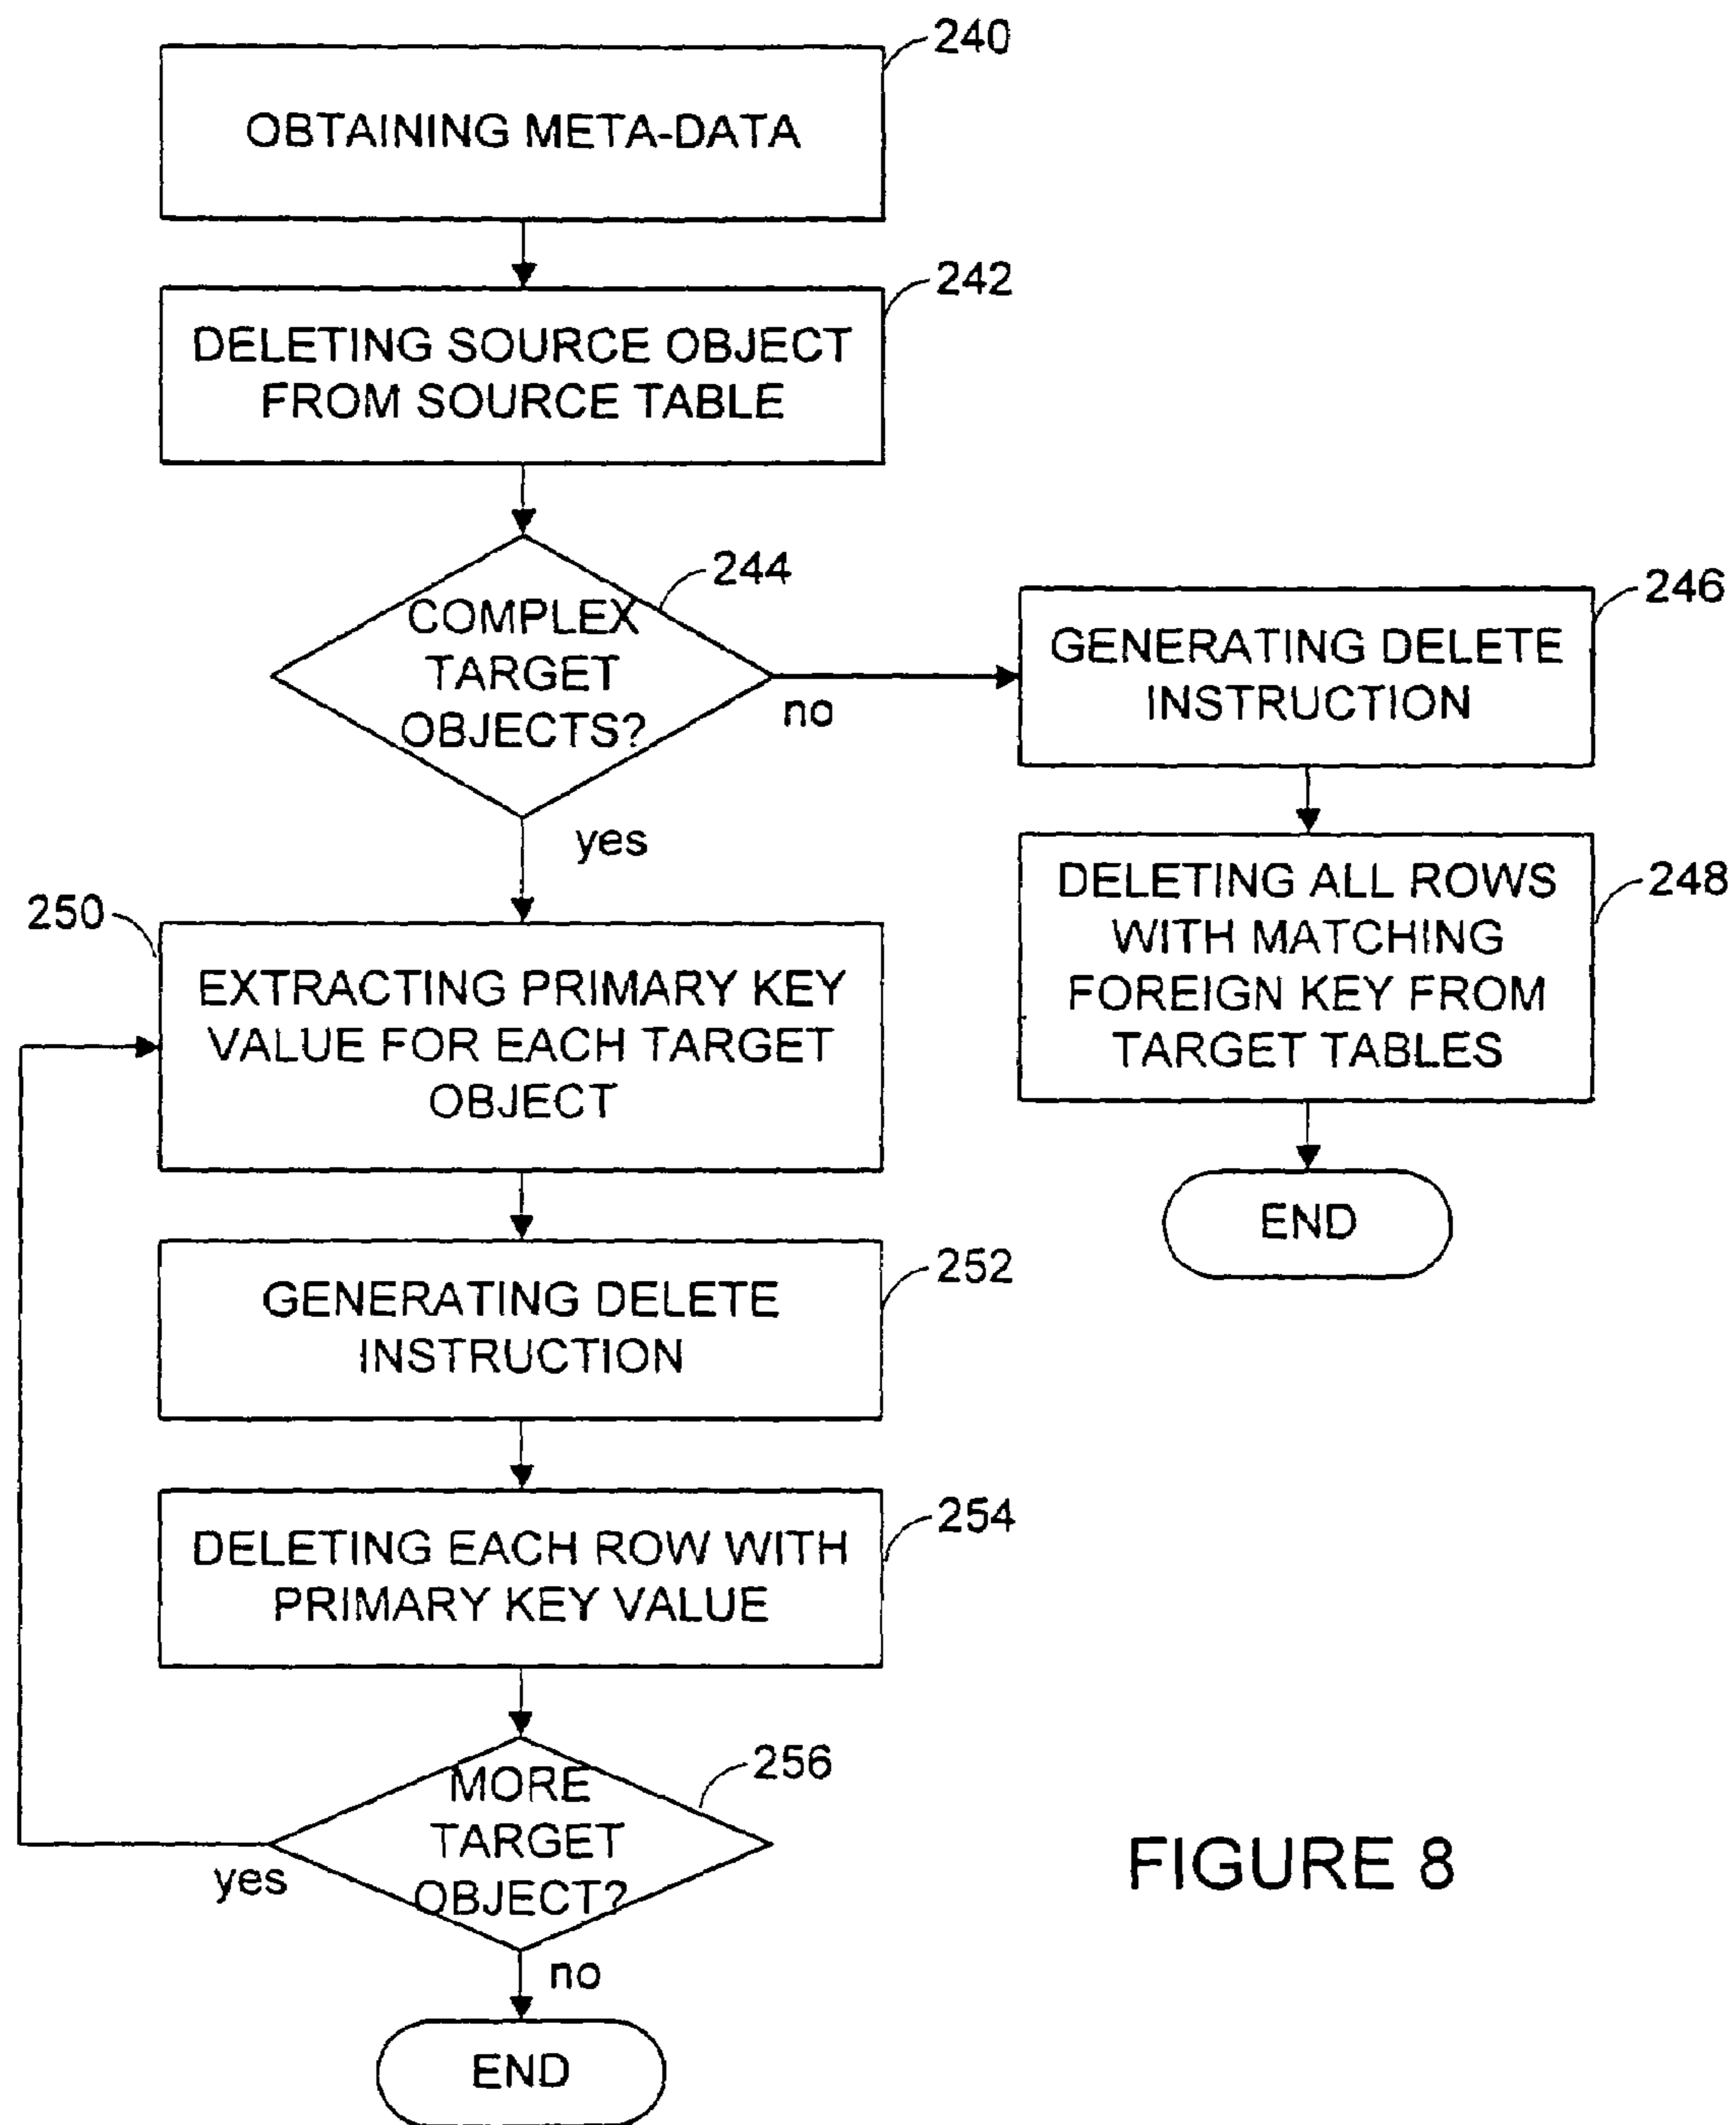 240
OBTAINING META-DATA
242
DELETING SOURCE OBJECT
FROM SOURCE TABLE
244
COMPLEX
TARGET
OBJECTS?
no
yes
246
GENERATING DELETE
INSTRUCTION
248
DELETING ALL ROWS
WITH MATCHING
FOREIGN KEY FROM
TARGET TABLES
END
250
EXTRACTING PRIMARY KEY
VALUE FOR EACH TARGET
OBJECT
252
GENERATING DELETE
INSTRUCTION
254
DELETING EACH ROW WITH
PRIMARY KEY VALUE
256
MORE
TARGET
OBJECT?
yes
no
END
FIGURE 8